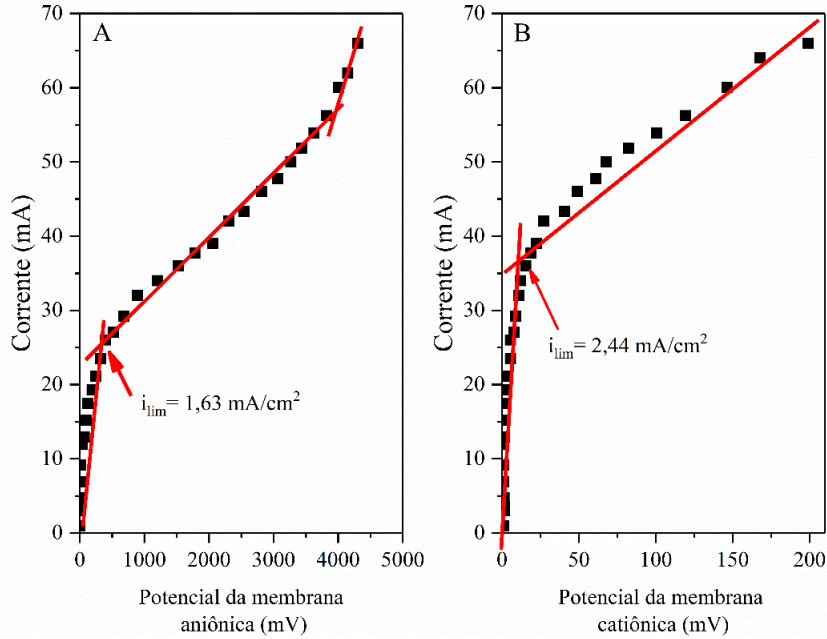 A
Corrente (mA)
70
60
50
40
30
20
10
0
i_lim= 1,63 mA/cm²
0 1000 2000 3000 4000 5000
Potencial da membrana
aniônica (mV)
B
Corrente (mA)
70
60
50
40
30
20
10
0
i_lim= 2,44 mA/cm²
0 50 100 150 200
Potencial da membrana
catiônica (mV)